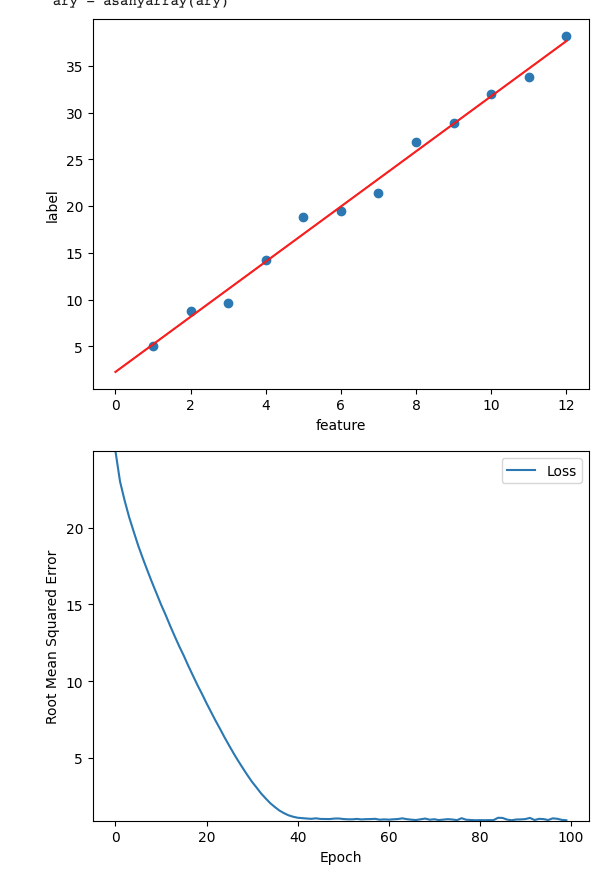 ary = asanyarray(ary)
35
30
25
20
15
10
5
label
0 2 4 6 8 10 12
feature
Loss
20
15
10
5
Root Mean Squared Error
0 20 40 60 80 100
Epoch